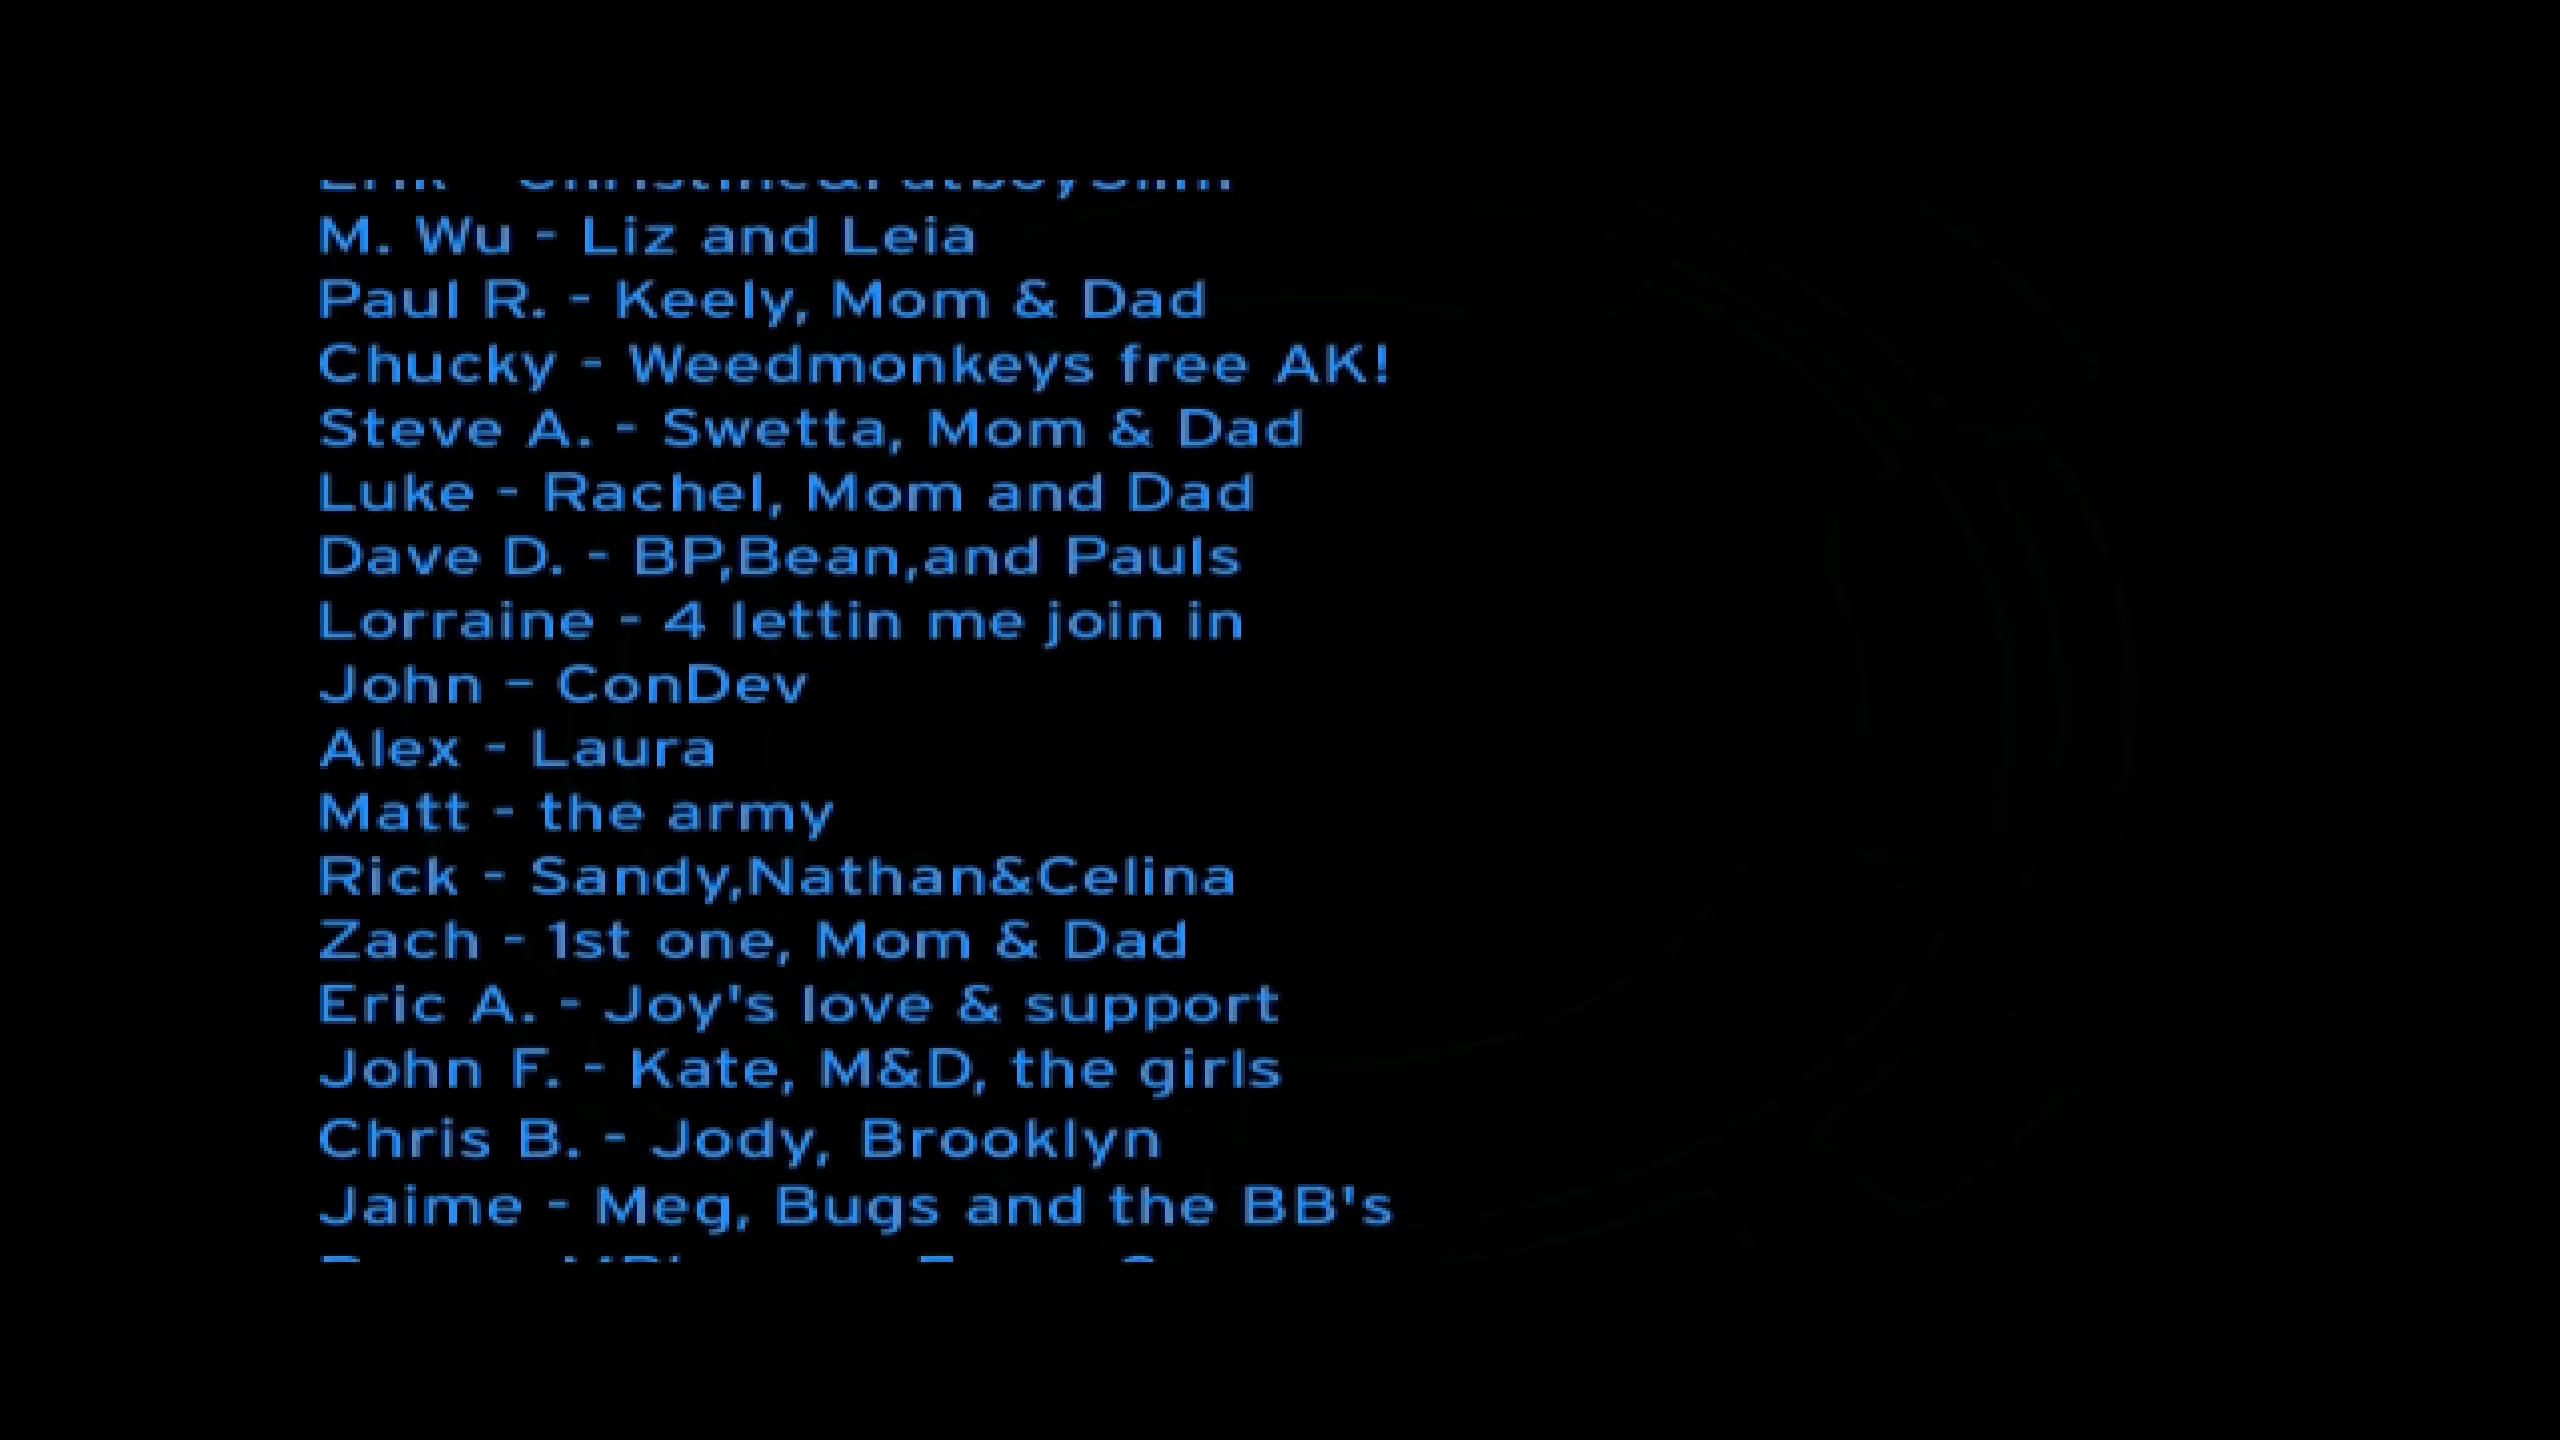 M. Wu - Liz and Leia
Paul R. - Keely, Mom & Dad
Chucky - Weedmonkeys free AK!
Steve A. - Swetta, Mom & Dad
Luke - Rachel, Mom and Dad
Dave D. - BP,Bean,and Pauls
Lorraine - 4 lettin me join in
John - ConDev
Alex - Laura
Matt - the army
Rick - Sandy,Nathan&Celina
Zach - 1st one, Mom & Dad
Eric A. - Joy's love & support
John F. - Kate, M&D, the girls
Chris B. - Jody, Brooklyn
Jaime - Meg, Bugs and the BB's